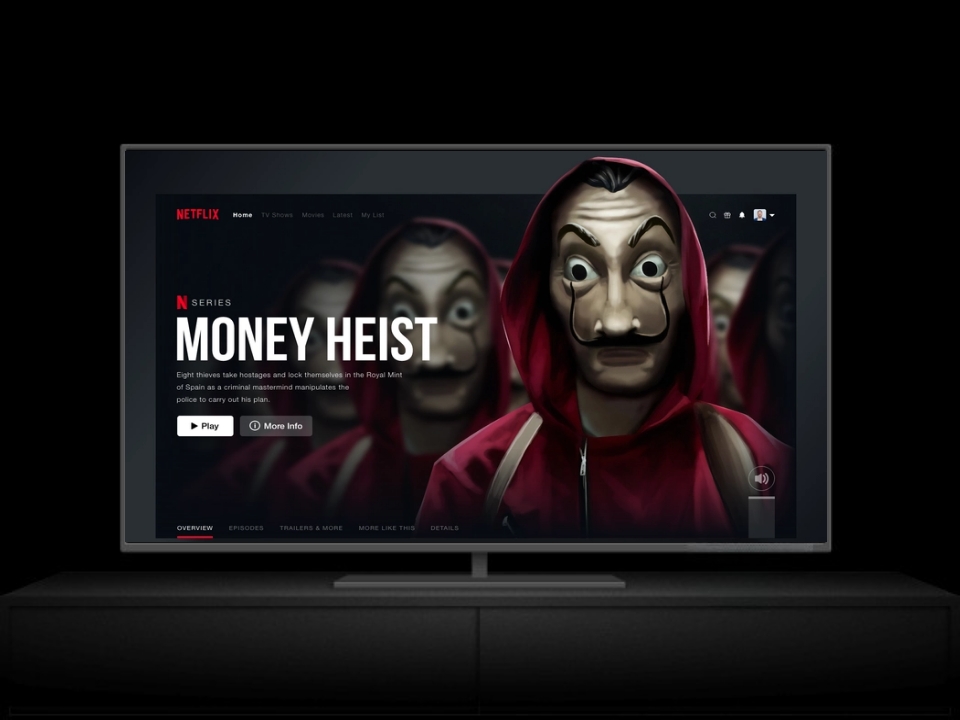 NETFLIX Home TV Shows Movies Latest My List
N SERIES
MONEY HEIST
Eight thieves take hostages and lock themselves in the Royal Mint
of Spain as a criminal mastermind manipulates the
police to carry out his plan.
Play More Info
OVERVIEW EPISODES TRAILERS & MORE MORE LIKE THIS DETAILS